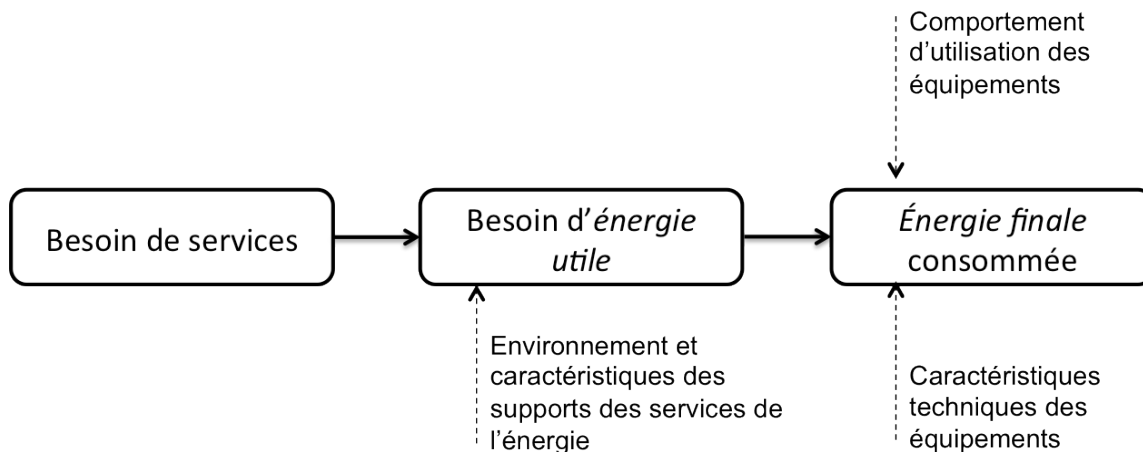 Comportement
d’utilisation des
équipements
Besoin de services
Besoin d’énergie
utile
Énergie finale
consommée
Environnement et
caractéristiques des
supports des services de
l’énergie
Caractéristiques
techniques des
équipements